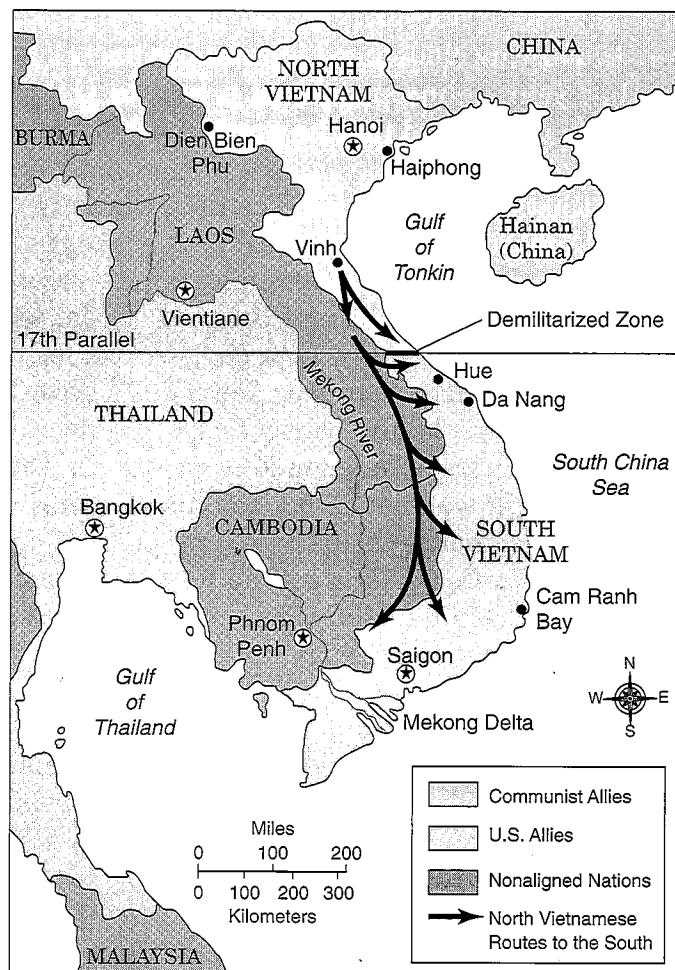 CHINA
NORTH
VIETNAM
BURMA
Dien Bien
Phu
Hanoi
Haiphong
LAOS
Gulf
of
Tonkin
Hainan
(China)
Vinh
Vientiane
17th Parallel
Demilitarized Zone
Hue
Da Nang
THAILAND
Mekong River
South China
Sea
Bangkok
CAMBODIA
SOUTH
VIETNAM
Cam Ranh
Bay
Phnom
Penh
Saigon
Gulf
of
Thailand
Mekong Delta
N
W
E
S
Miles
0 100 200
0 100 200 300
Kilometers
Communist Allies
U.S. Allies
Nonaligned Nations
North Vietnamese
Routes to the South
MALAYSIA